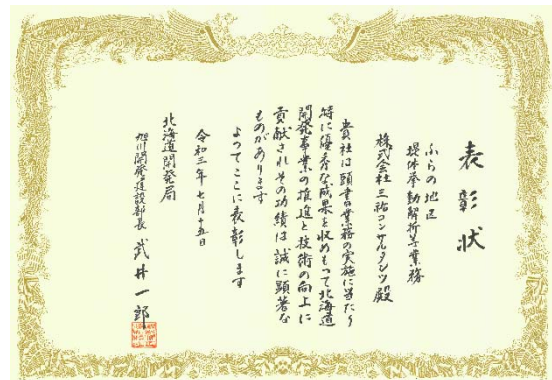 表彰状
ふらの地区
堤体挙動解析等業務
株式会社三祐コンサルタンツ殿
貴社は頭書の業務の実施に当たり
特に優秀な成果を収めもって北海道
開発事業の推進と技術の向上に
貢献されその功績は誠に顕著な
ものがあります
よってここに表彰します
令和三年七月十五日
北海道開発局
旭川開発建設部長 武井一郎